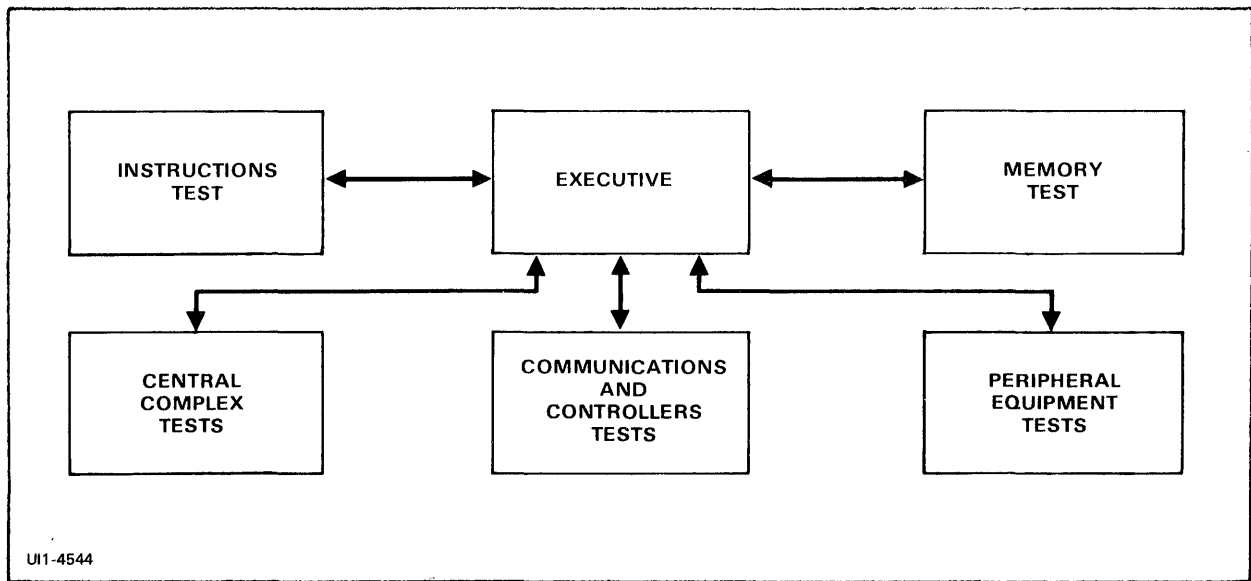 INSTRUCTIONS
TEST
EXECUTIVE
MEMORY
TEST
CENTRAL
COMPLEX
TESTS
COMMUNICATIONS
AND
CONTROLLERS
TESTS
PERIPHERAL
EQUIPMENT
TESTS
UI1-4544